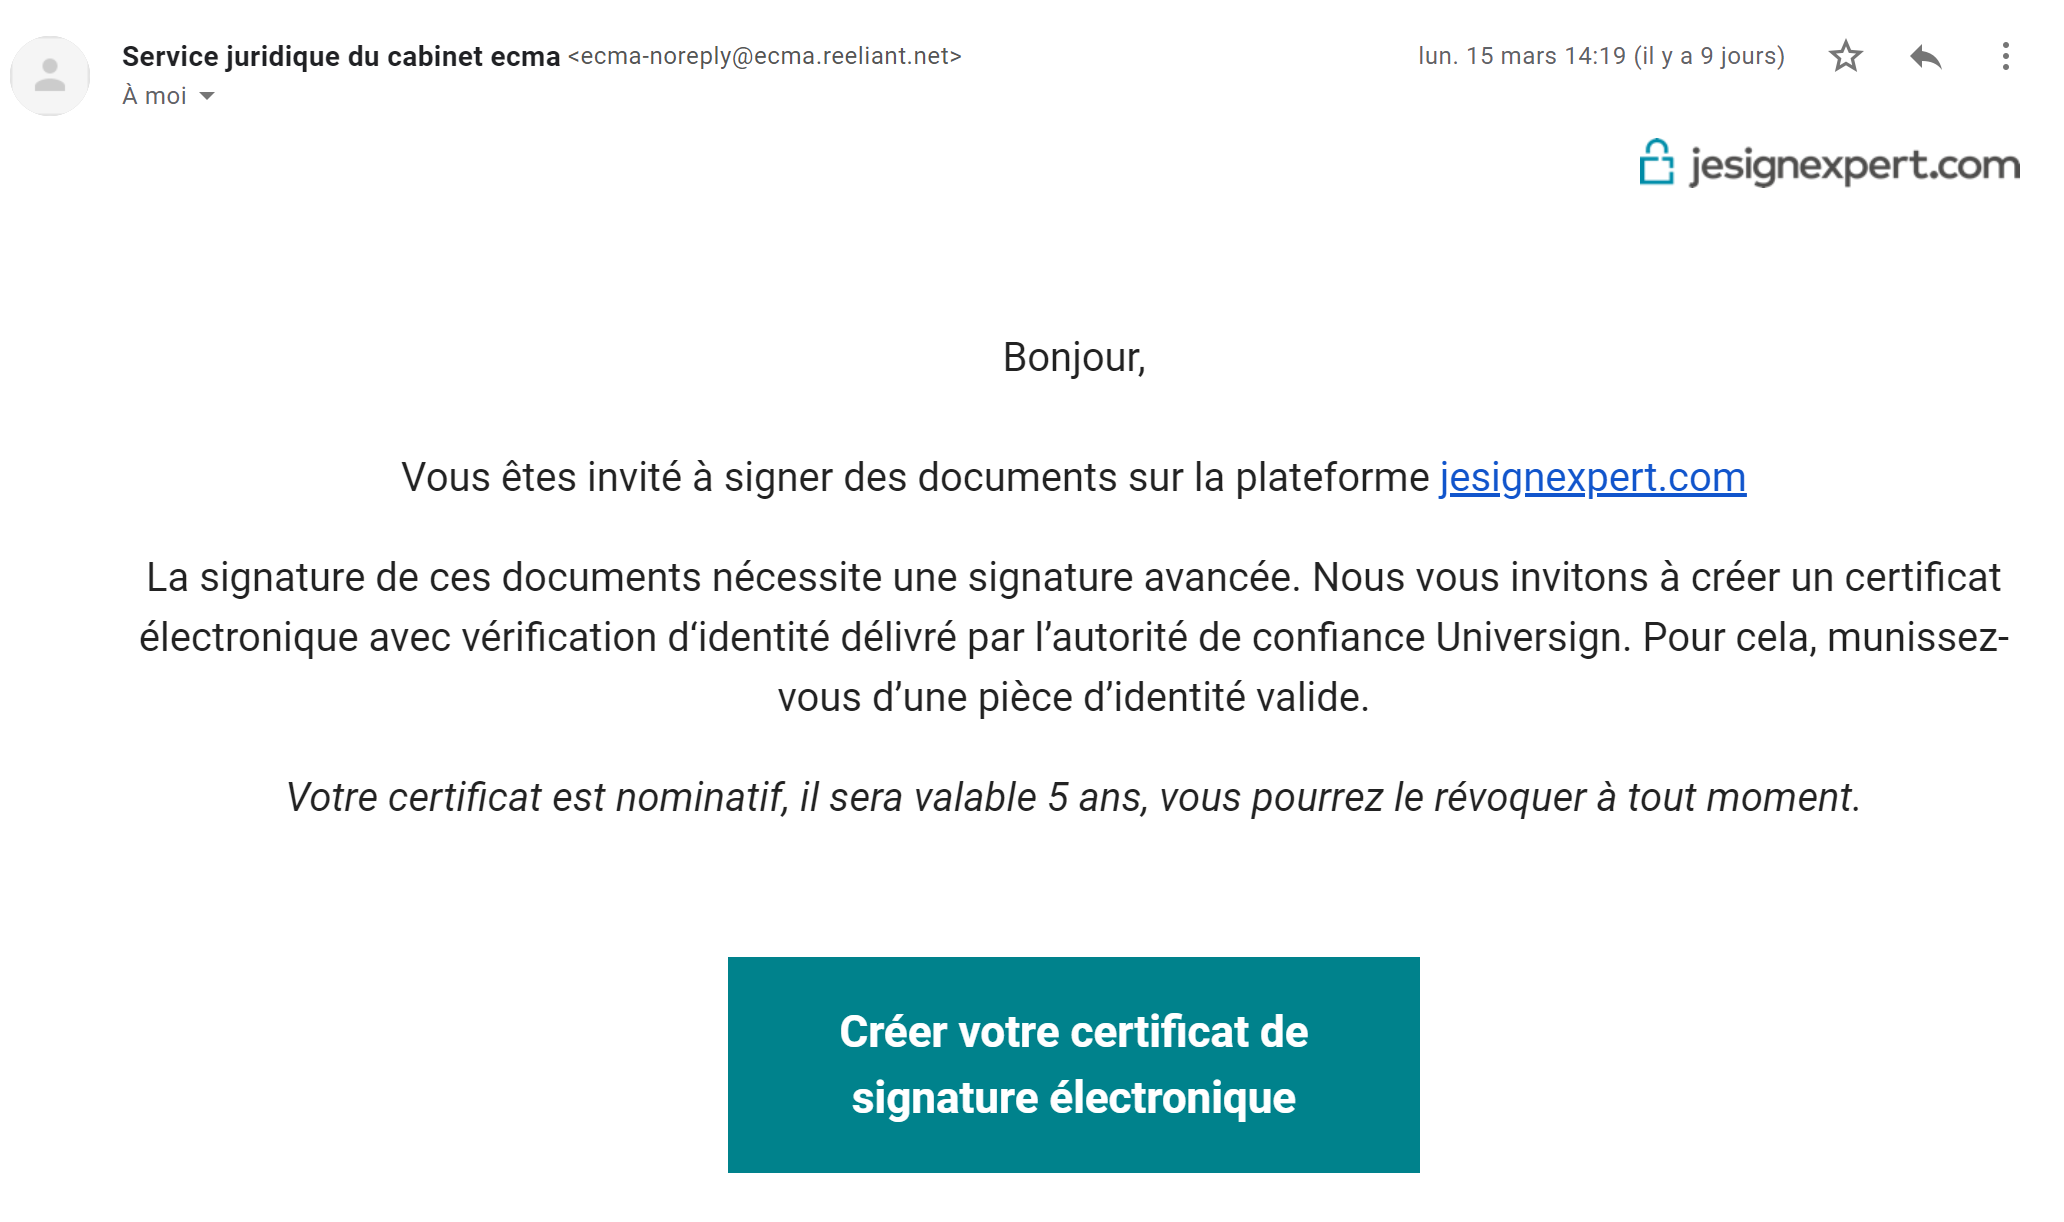 Service juridique du cabinet ecma <ecma-noreply@ecma.reeliant.net>
lun. 15 mars 14:19 (il y a 9 jours)
À moi
jesignexpert.com
Bonjour,
Vous êtes invité à signer des documents sur la plateforme jesignexpert.com
La signature de ces documents nécessite une signature avancée. Nous vous invitons à créer un certificat
électronique avec vérification d‘identité délivré par l’autorité de confiance Universign. Pour cela, munissez-
vous d’une pièce d’identité valide.
Votre certificat est nominatif, il sera valable 5 ans, vous pourrez le révoquer à tout moment.
Créer votre certificat de
signature électronique